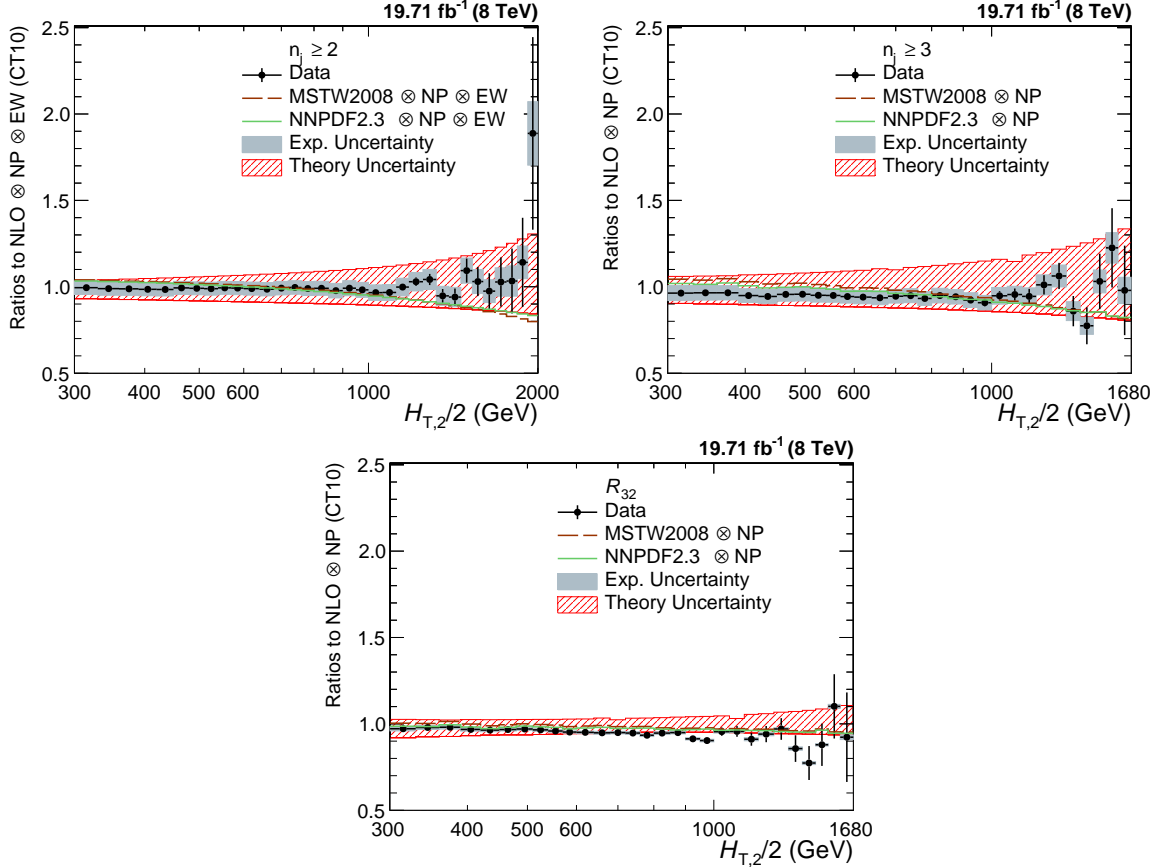 19.71 fb⁻¹ (8 TeV)
Ratios to NLO ⊗ NP ⊗ EW (CT10)
2.5
2.0
1.5
1.0
0.5
nⱼ ≥ 2
Data
MSTW2008 ⊗ NP ⊗ EW
NNPDF2.3 ⊗ NP ⊗ EW
Exp. Uncertainty
Theory Uncertainty
300 400 500 600 1000 2000
H_T,2/2 (GeV)
19.71 fb⁻¹ (8 TeV)
Ratios to NLO ⊗ NP (CT10)
2.5
2.0
1.5
1.0
0.5
nⱼ ≥ 3
Data
MSTW2008 ⊗ NP
NNPDF2.3 ⊗ NP
Exp. Uncertainty
Theory Uncertainty
300 400 500 600 1000 1680
H_T,2/2 (GeV)
19.71 fb⁻¹ (8 TeV)
Ratios to NLO ⊗ NP (CT10)
2.5
2.0
1.5
1.0
0.5
R₃₂
Data
MSTW2008 ⊗ NP
NNPDF2.3 ⊗ NP
Exp. Uncertainty
Theory Uncertainty
300 400 500 600 1000 1680
H_T,2/2 (GeV)